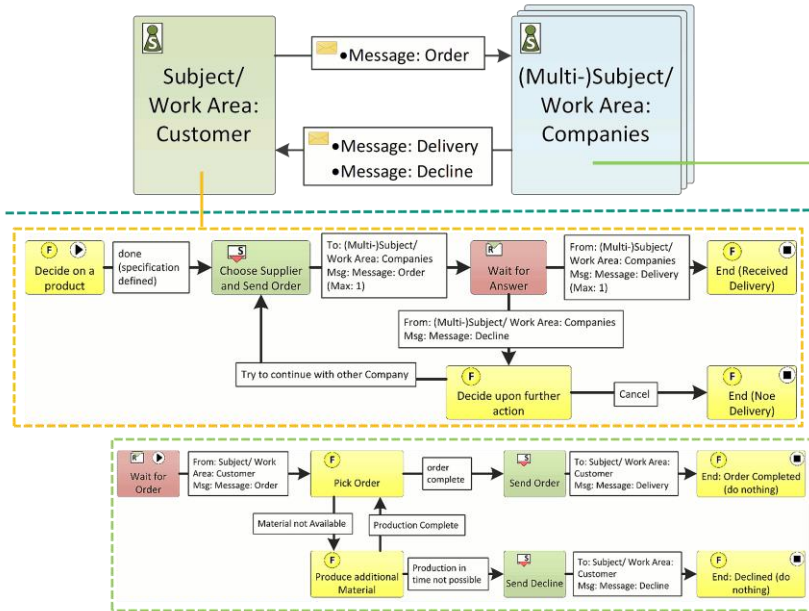 S
Subject/
Work Area:
Customer
•Message: Order
S
(Multi-)Subject/
Work Area:
Companies
•Message: Delivery
•Message: Decline
F
Decide on a
product
done
(specification
defined)
S
Choose Supplier
and Send Order
To: (Multi-)Subject/
Work Area: Companies
Msg: Message: Order
(Max: 1)
R
Wait for
Answer
From: (Multi-)Subject/
Work Area: Companies
Msg: Message: Delivery
(Max: 1)
F
End (Received
Delivery)
From: (Multi-)Subject/ Work Area: Companies
Msg: Message: Decline
Try to continue with other Company
F
Decide upon further
action
Cancel
F
End (Noe
Delivery)
R
Wait for
Order
From: Subject/ Work
Area: Customer
Msg: Message: Order
F
Pick Order
order
complete
S
Send Order
To: Subject/ Work Area:
Customer
Msg: Message: Delivery
F
End: Order Completed
(do nothing)
Material not Available
Production Complete
F
Produce additional
Material
Production in
time not possible
S
Send Decline
To: Subject/ Work Area:
Customer
Msg: Message: Decline
F
End: Declined (do
nothing)